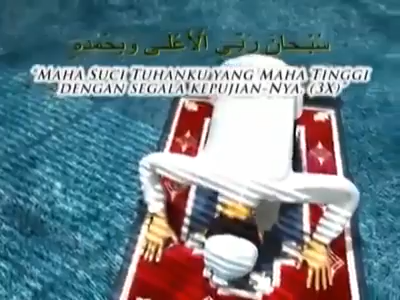 سُبْحَانَ رَبِّيَ الْأَعْلَى وَبِحَمْدِهِ
"MAHA SUCI TUHANKU YANG MAHA TINGGI
DENGAN SEGALA KEPUJIAN-NYA. (3X)"